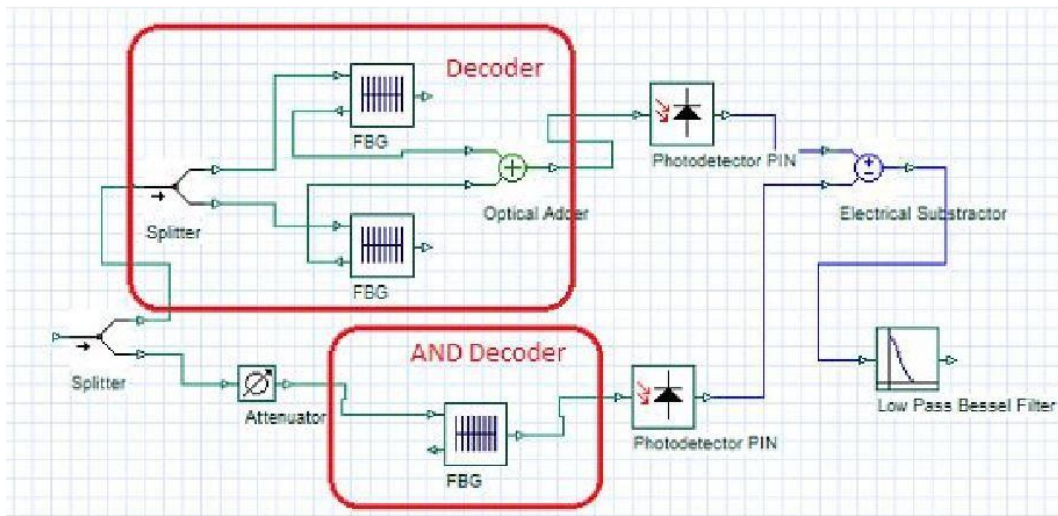 Decoder
FBG
Photodetector PIN
Splitter
Optical Adder
Electrical Substractor
FBG
AND Decoder
Splitter
Attenuator
Low Pass Bessel Filter
Photodetector PIN
FBG